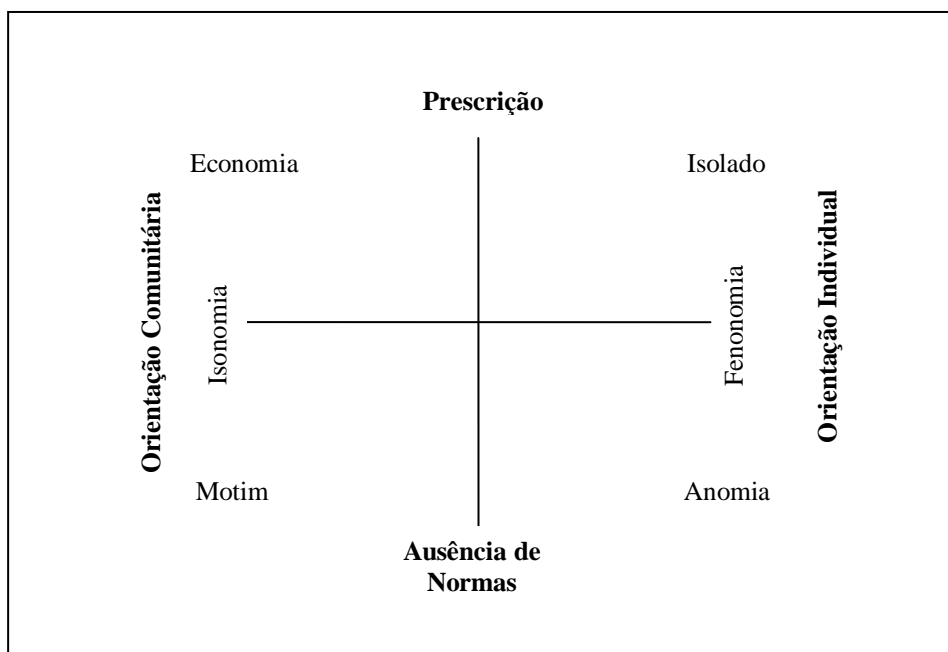 Prescrição
Economia
Isolado
Orientação Comunitária
Isonomia
Fenonomia
Orientação Individual
Motim
Anomia
Ausência de
Normas